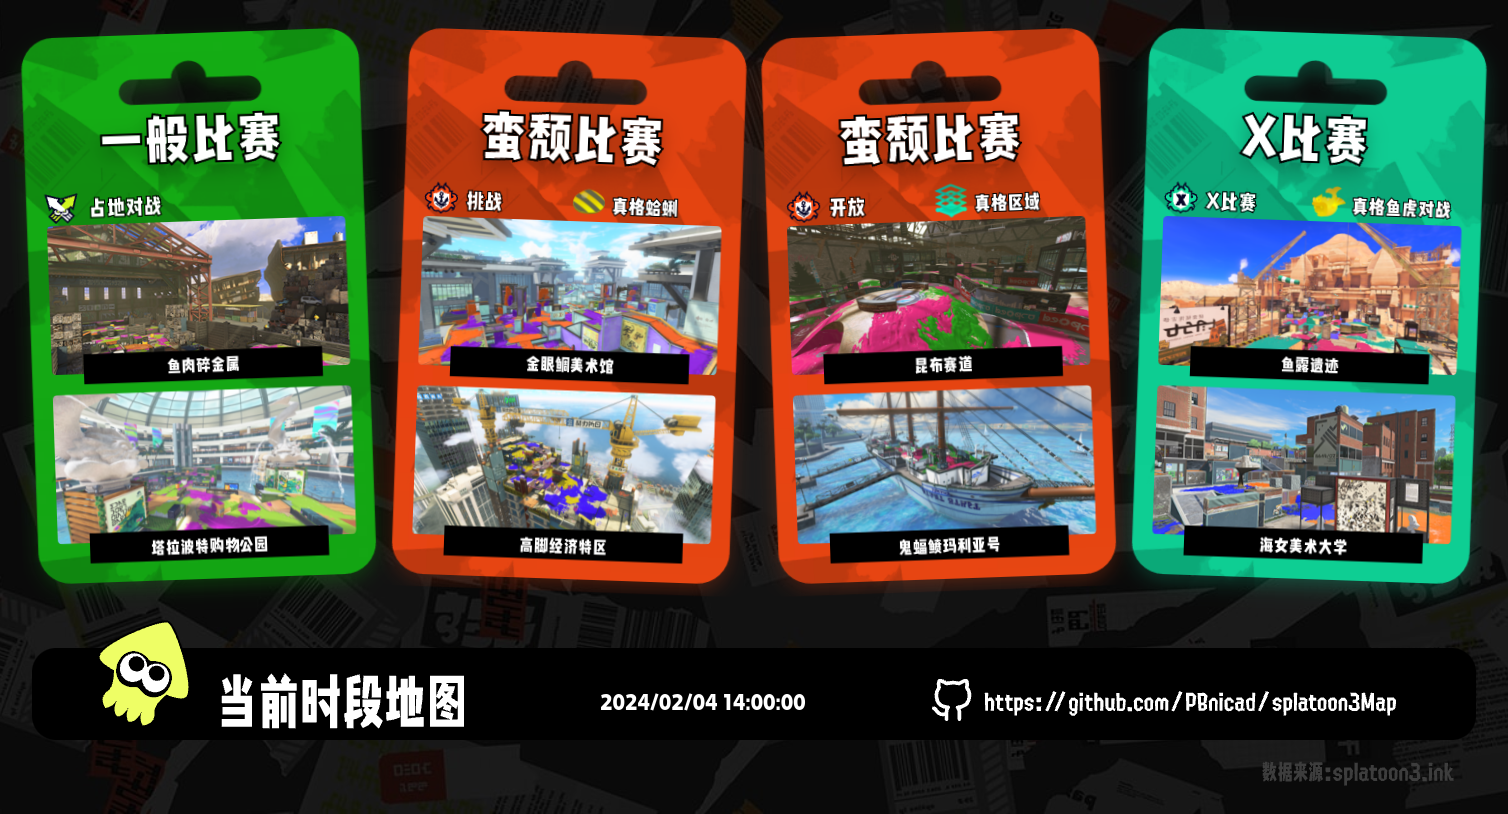 一般比赛
占地对战
鱼肉碎金属
塔拉波特购物公园
蛮颓比赛
挑战
真格蛤蜊
金眼鲷美术馆
高脚经济特区
蛮颓比赛
开放
真格区域
昆布赛道
鬼蝠鲼玛利亚号
X比赛
X比赛
真格鱼虎对战
鱼露遗迹
海女美术大学
当前时段地图
2024/02/04 14:00:00
https://github.com/PBnicad/splatoon3Map
数据来源:splatoon3.ink